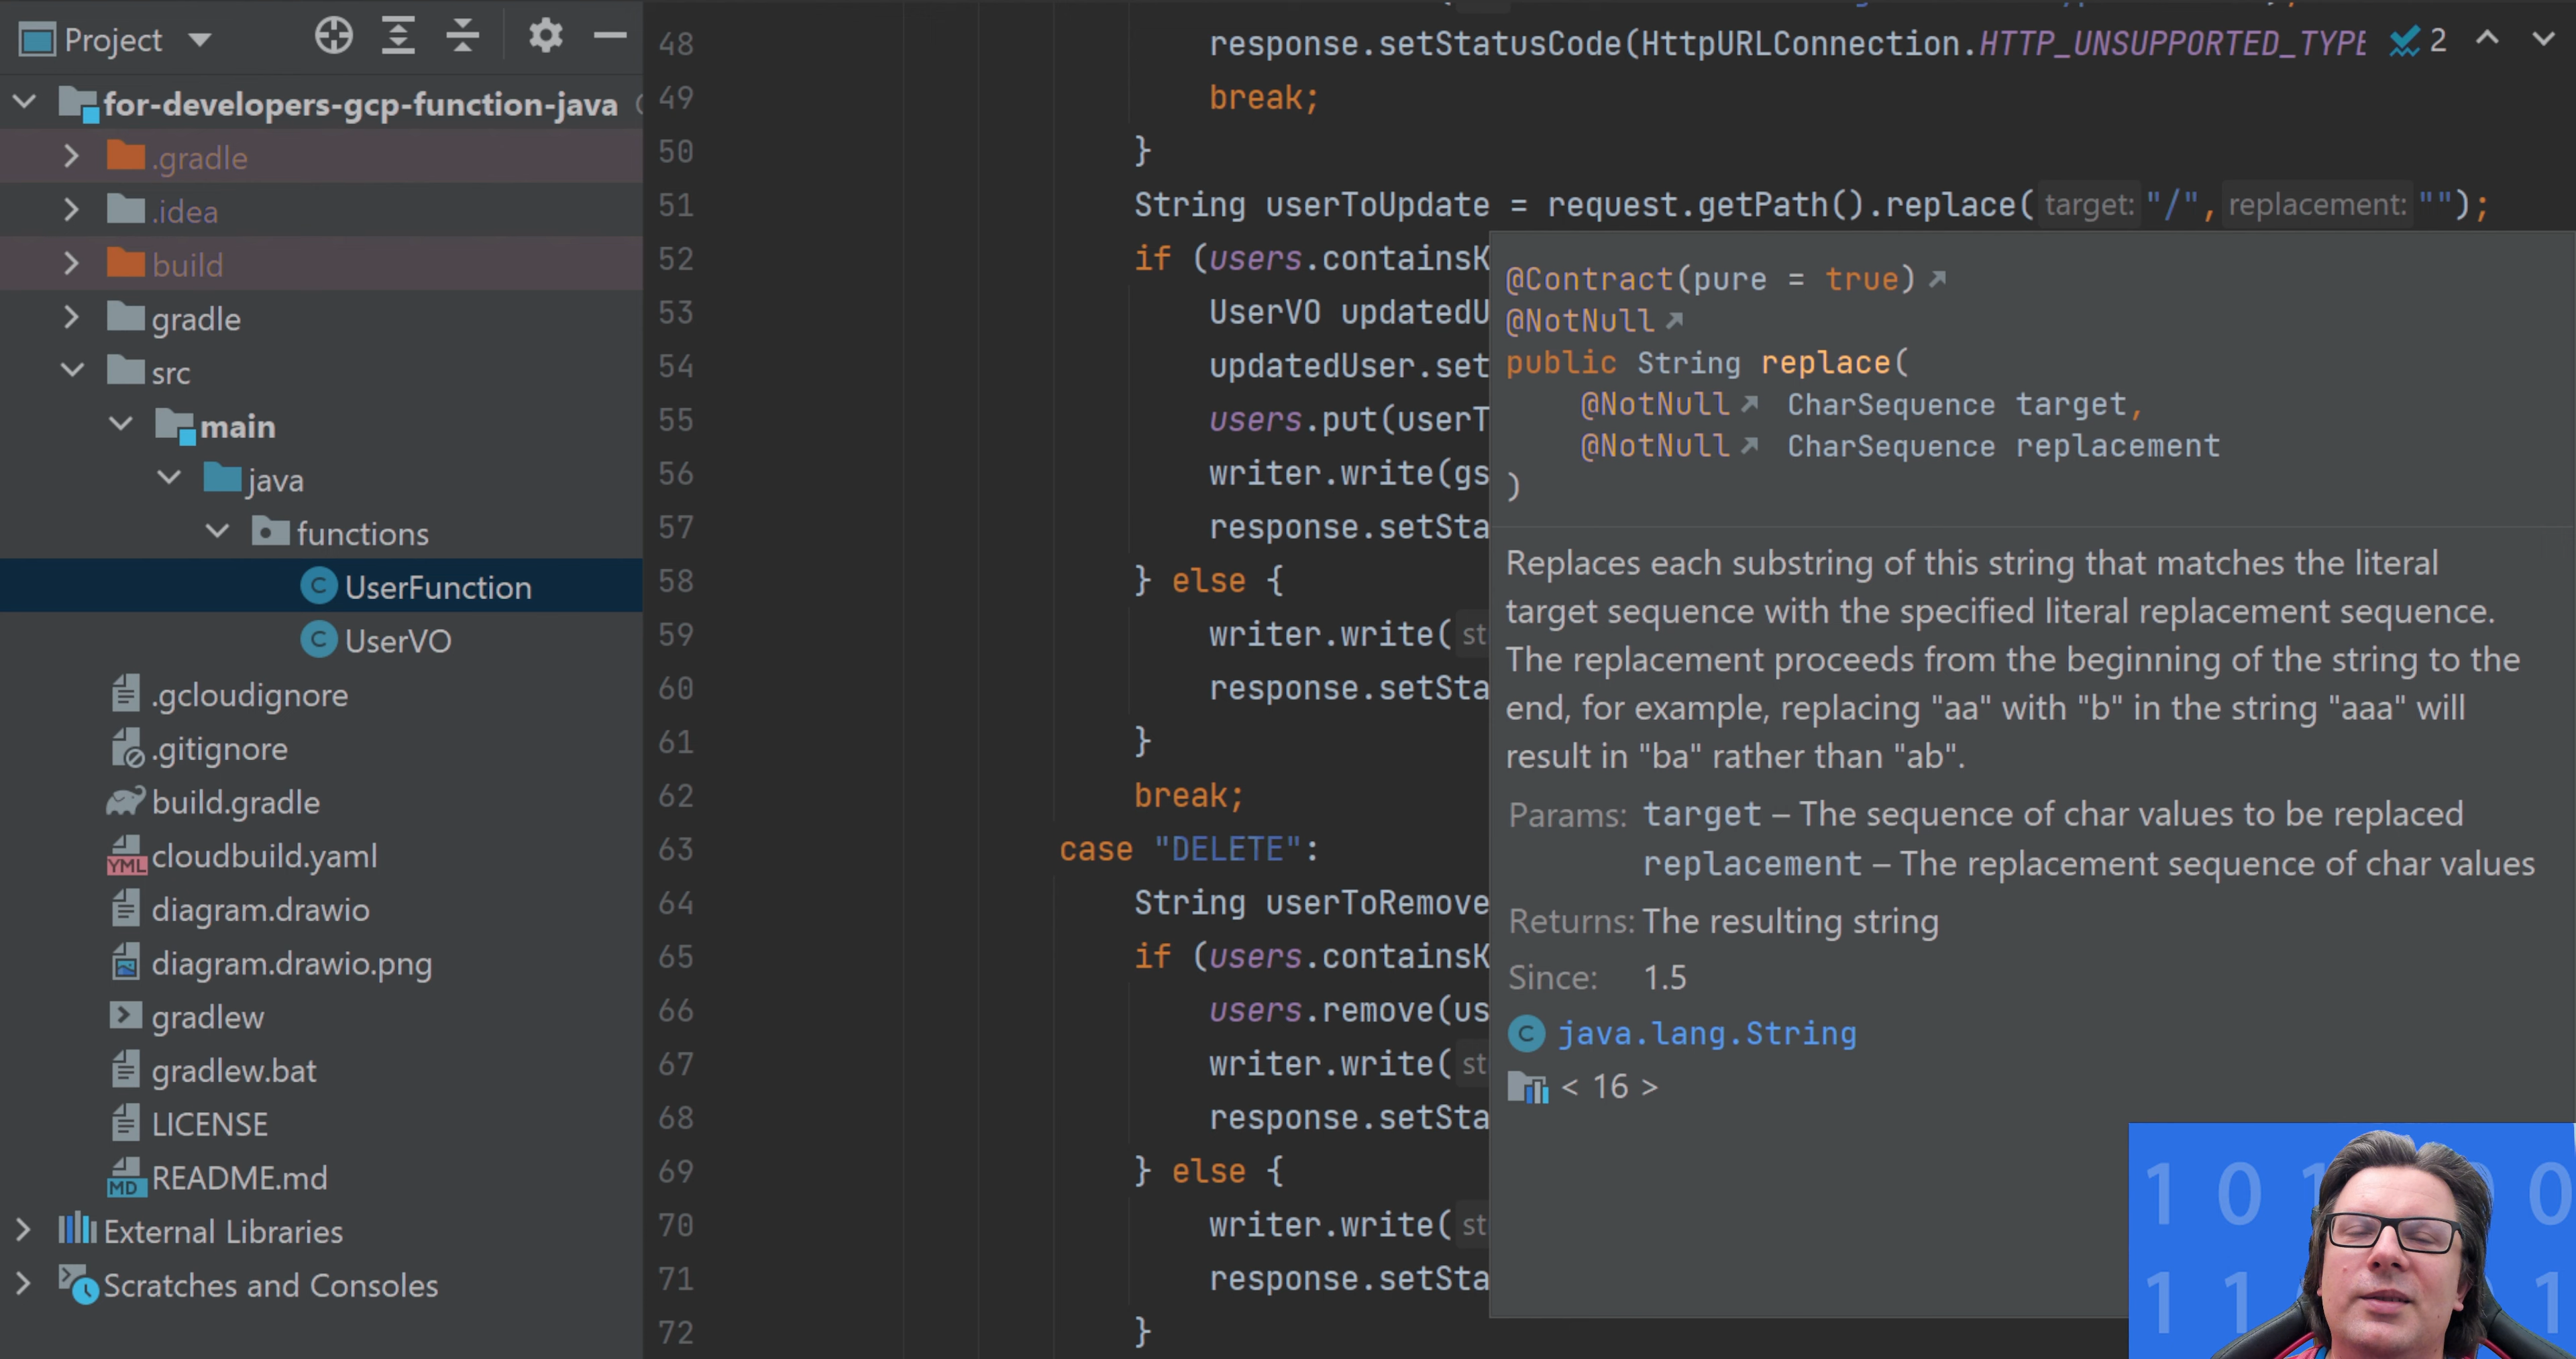 Project
for-developers-gcp-function-java
.gradle
.idea
build
gradle
src
main
java
functions
UserFunction
UserVO
.gcloudignore
.gitignore
build.gradle
cloudbuild.yaml
diagram.drawio
diagram.drawio.png
gradlew
gradlew.bat
LICENSE
README.md
External Libraries
Scratches and Consoles
48 response.setStatusCode(HttpURLConnection.HTTP_UNSUPPORTED_TYPE 2
49 break;
50 }
51 String userToUpdate = request.getPath().replace( target: "/", replacement: "");
52 if (users.containsK
53 UserVO updatedU
54 updatedUser.set
55 users.put(userT
56 writer.write(gs
57 response.setSta
58 } else {
59 writer.write( st
60 response.setSta
61 }
62 break;
63 case "DELETE":
64 String userToRemove
65 if (users.containsK
66 users.remove(us
67 writer.write( st
68 response.setSta
69 } else {
70 writer.write( st
71 response.setSta
72 }
@Contract(pure = true)
@NotNull
public String replace(
@NotNull CharSequence target,
@NotNull CharSequence replacement
)
Replaces each substring of this string that matches the literal
target sequence with the specified literal replacement sequence.
The replacement proceeds from the beginning of the string to the
end, for example, replacing "aa" with "b" in the string "aaa" will
result in "ba" rather than "ab".
Params: target – The sequence of char values to be replaced
replacement – The replacement sequence of char values
Returns: The resulting string
Since: 1.5
java.lang.String
< 16 >